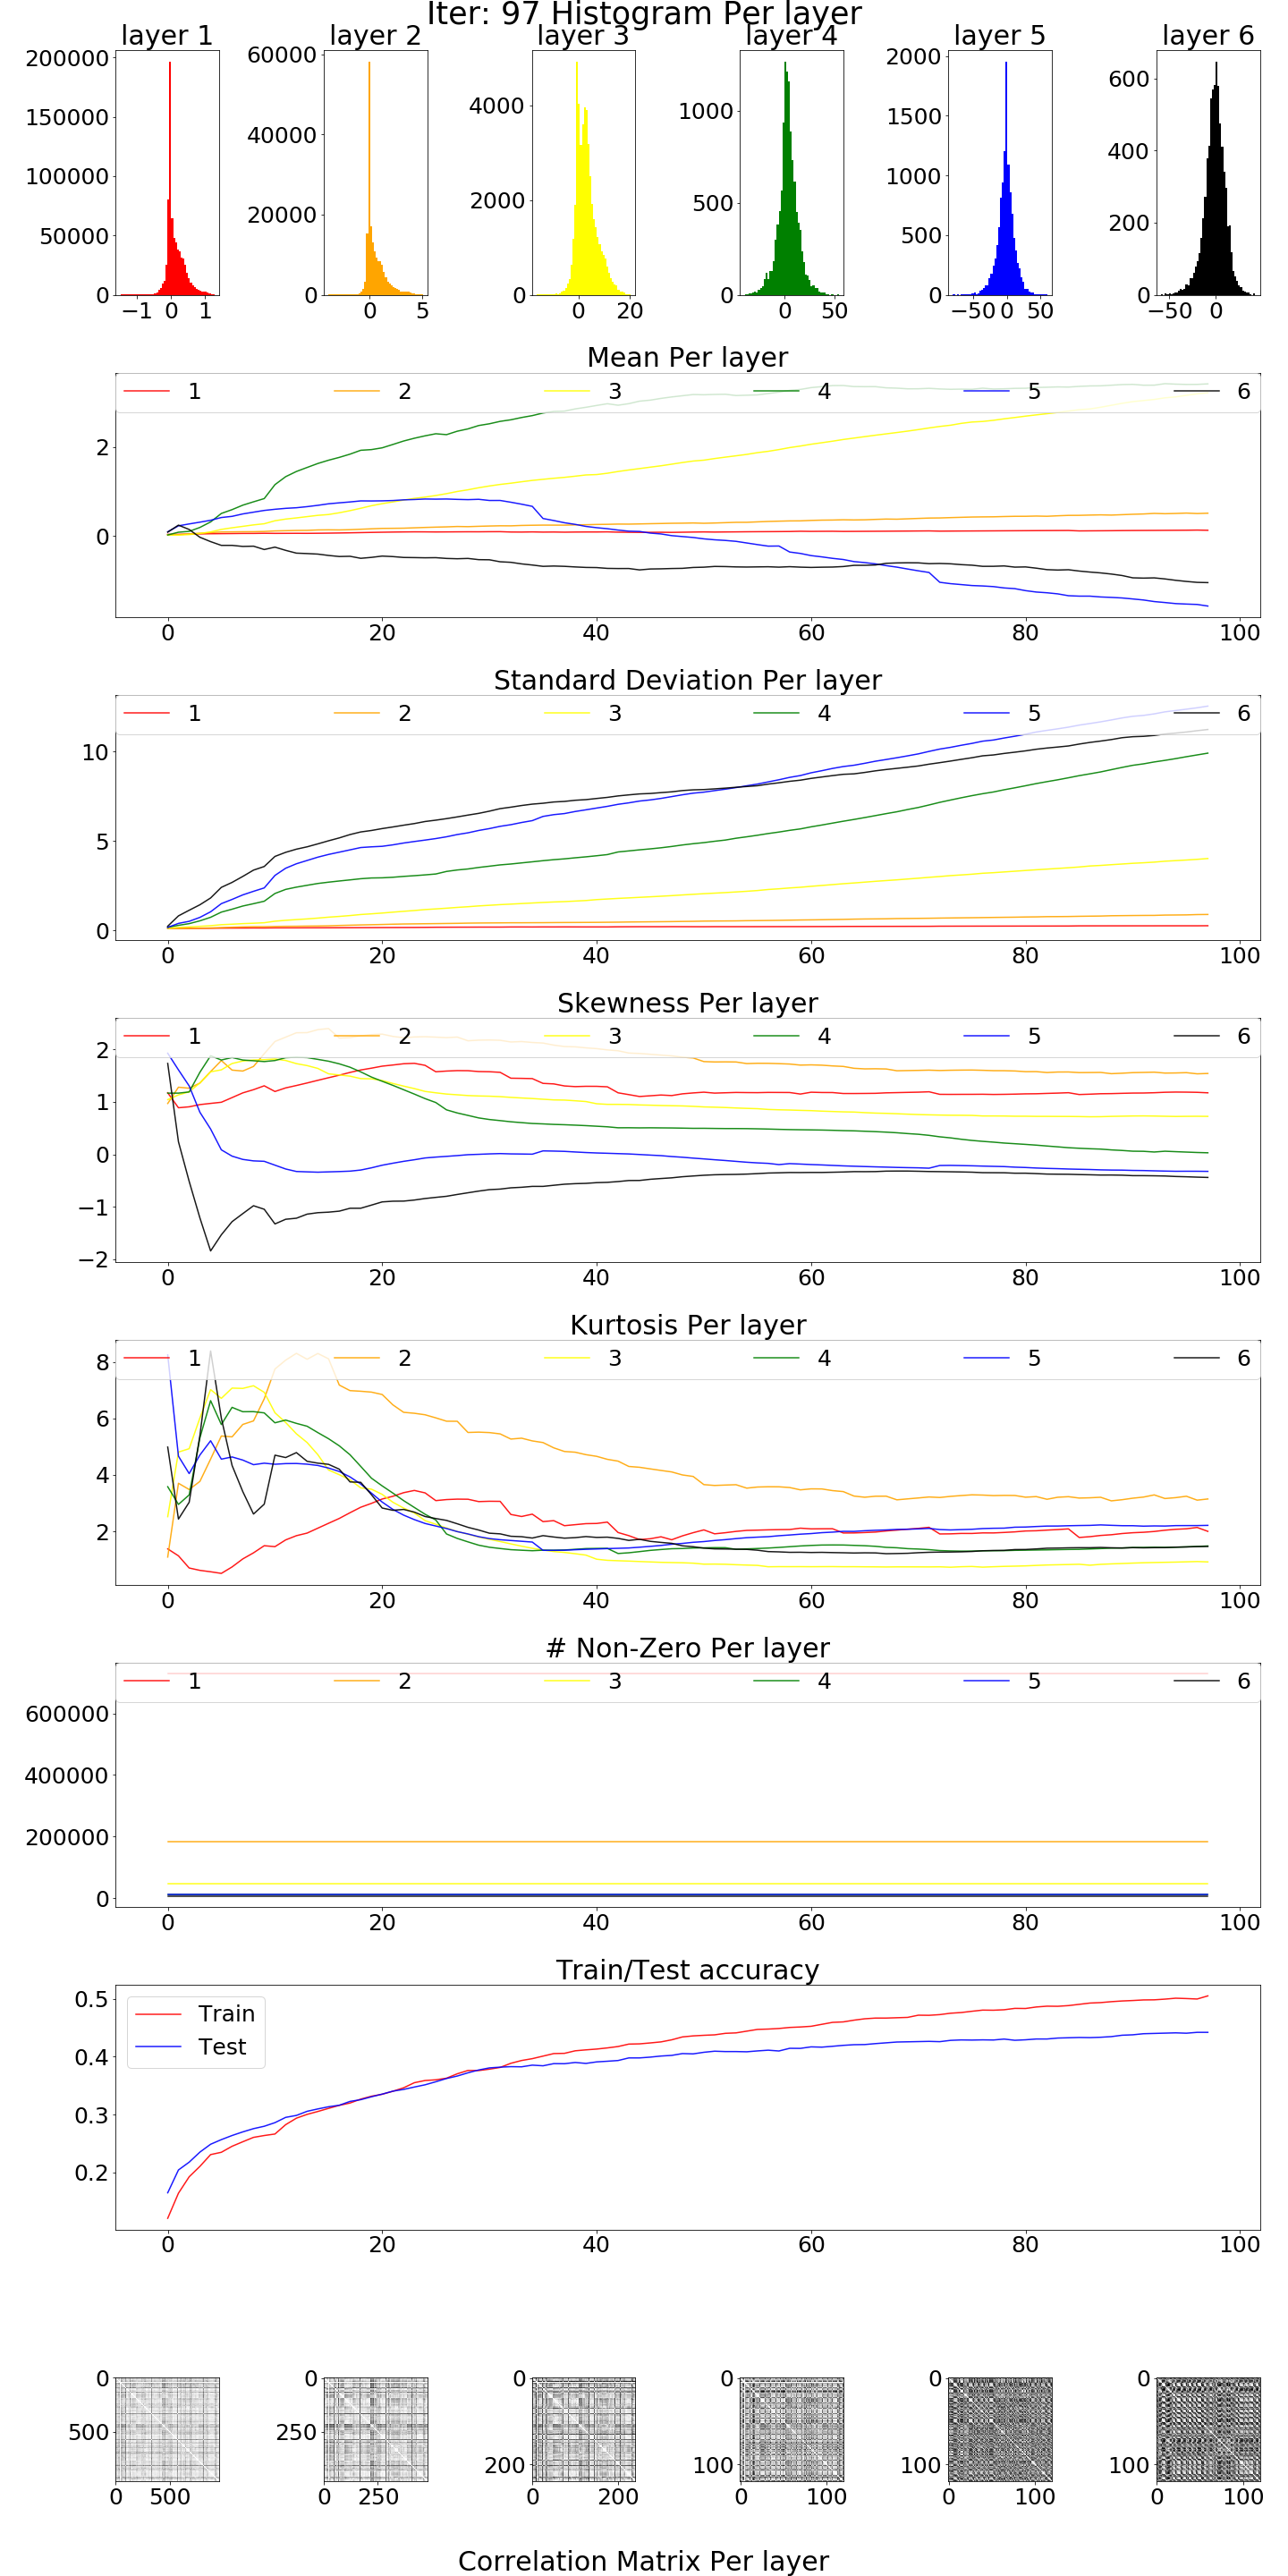 Iter: 97 Histogram Per layer
layer 1 layer 2 layer 3 layer 4 layer 5 layer 6
200000 60000 4000 1000 2000 600
150000 40000 2000 500 1500 400
100000 20000 0 0 1000 200
50000 0 500 0
0 0
−1 0 1 0 5 0 20 0 50 −50 0 50 −50 0
Mean Per layer
1 2 3 4 5 6
2
0
0 20 40 60 80 100
Standard Deviation Per layer
1 2 3 4 5 6
10
5
0
0 20 40 60 80 100
Skewness Per layer
1 2 3 4 5 6
2
1
0
−1
−2
0 20 40 60 80 100
Kurtosis Per layer
1 2 3 4 5 6
8
6
4
2
0 20 40 60 80 100
# Non-Zero Per layer
1 2 3 4 5 6
600000
400000
200000
0
0 20 40 60 80 100
Train/Test accuracy
Train
Test
0.5
0.4
0.3
0.2
0 20 40 60 80 100
0 0 0 0 0 0
500 250 200 100 100 100
0 500 0 250 0 200 0 100 0 100 0 100
Correlation Matrix Per layer